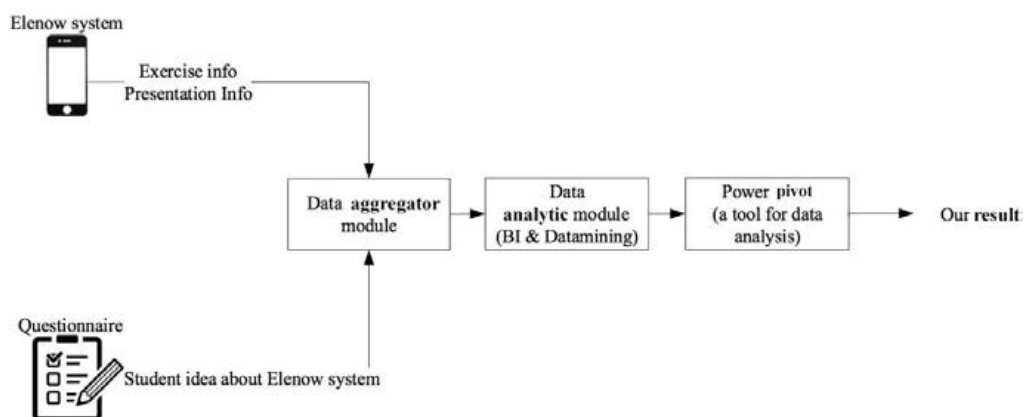 Elenow system
Exercise info
Presentation Info
Data aggregator
module
Data
analytic module
(BI & Datamining)
Power pivot
(a tool for data
analysis)
Our result:
Questionnaire
Student idea about Elenow system